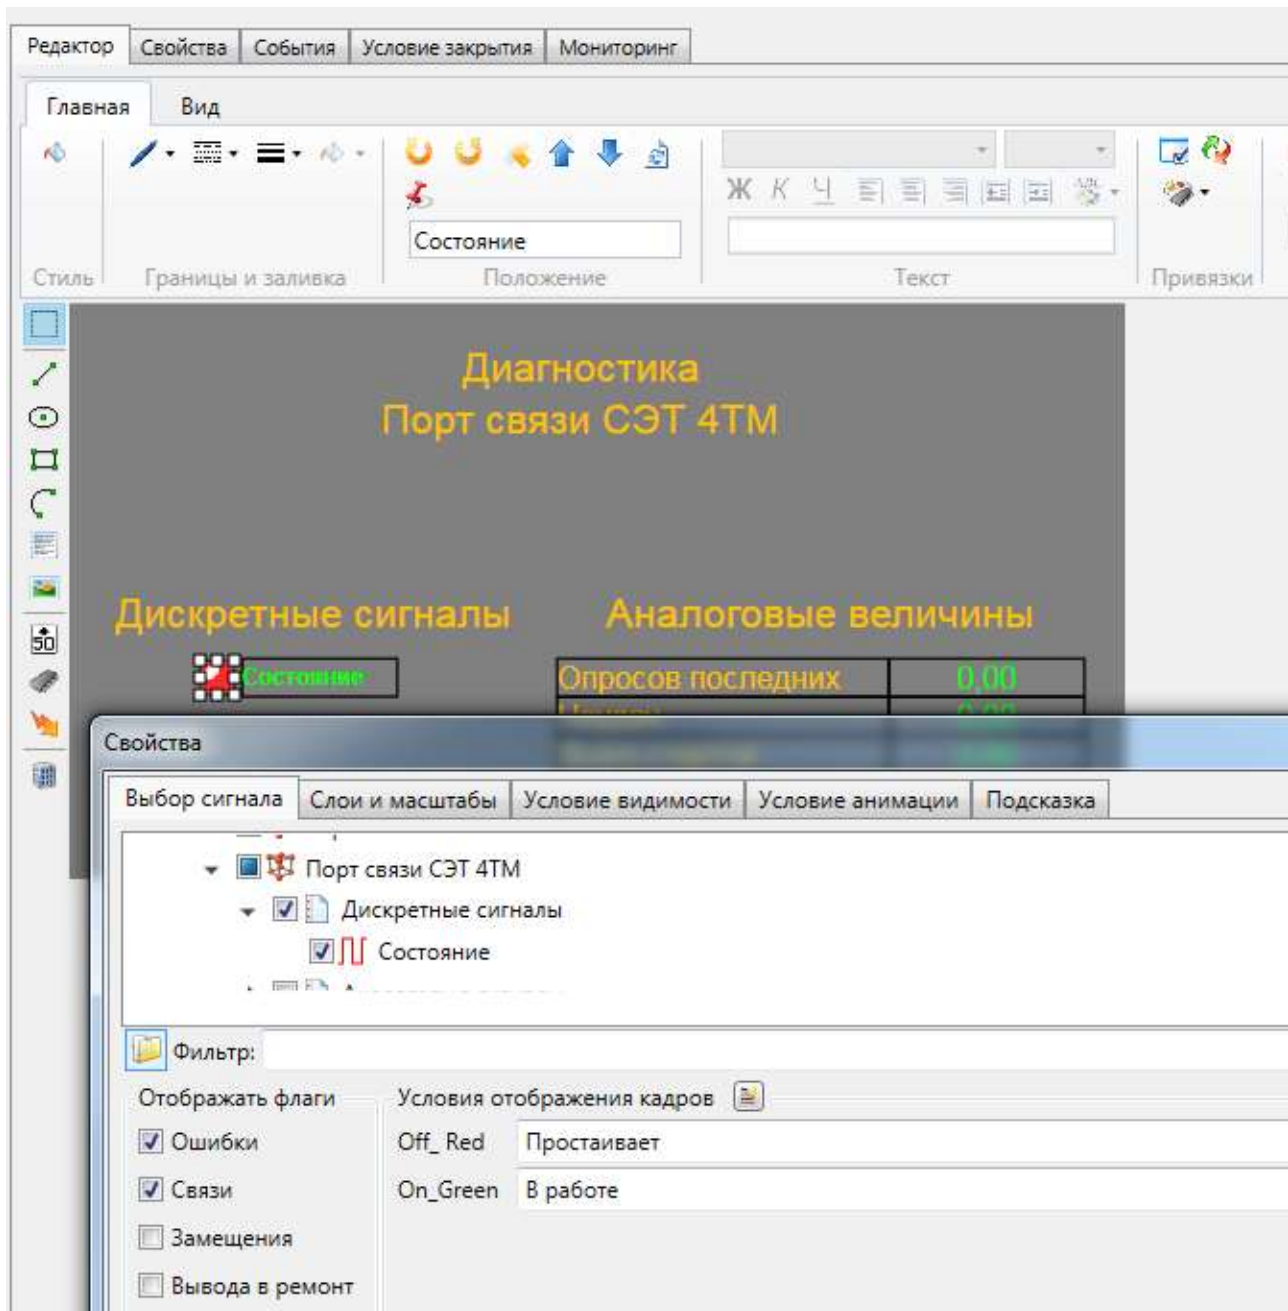 Редактор Свойства События Условие закрытия Мониторинг
Главная Вид
Состояние
Ж К Ч
Стиль Границы и заливка Положение Текст Привязки
Диагностика
Порт связи СЭТ 4ТМ
Дискретные сигналы Аналоговые величины
50
Состояние Опросов последних 0,00
Свойства
Выбор сигнала Слои и масштабы Условие видимости Условие анимации Подсказка
Порт связи СЭТ 4ТМ
Дискретные сигналы
Состояние
Фильтр:
Отображать флаги Условия отображения кадров
Ошибки Off_ Red Простаивает
Связи On_Green В работе
Замещения
Вывода в ремонт